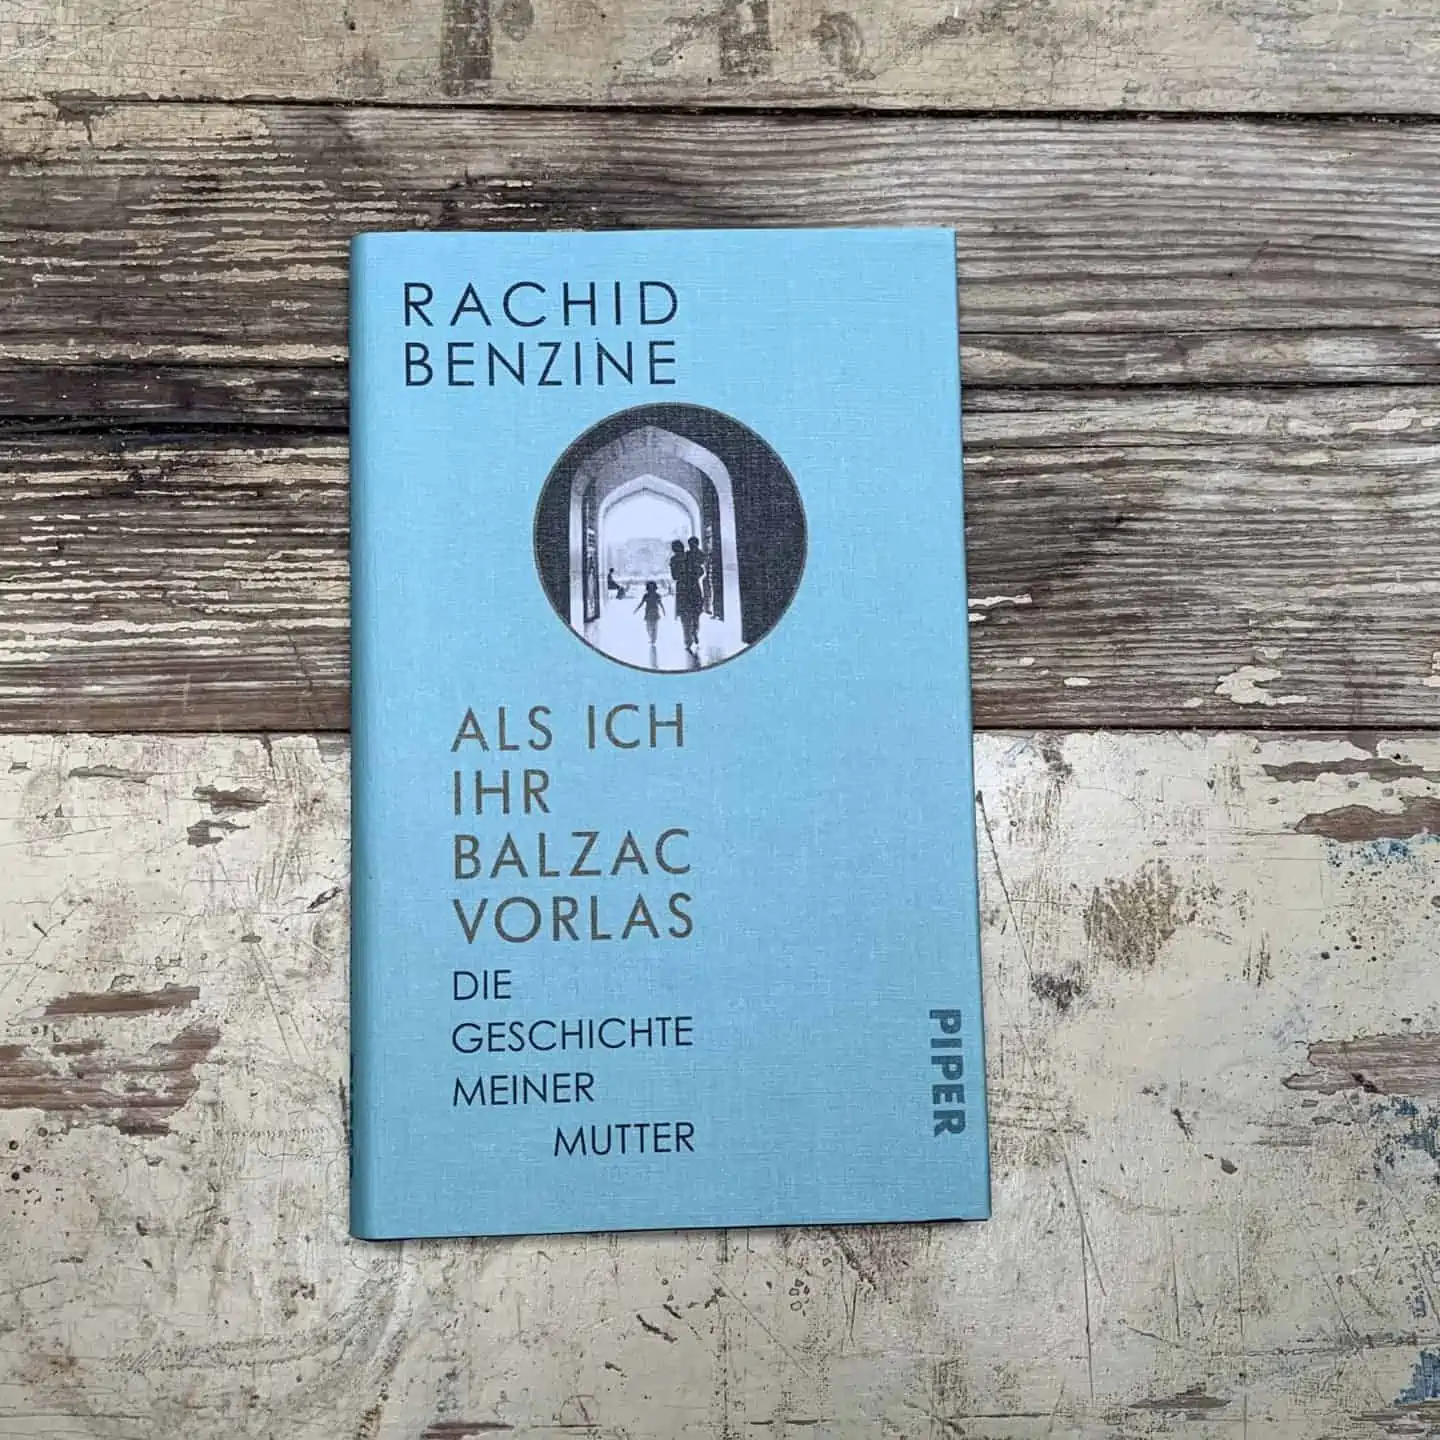 RACHID
BENZINE
ALS ICH
IHR
BALZAC
VORLAS
DIE
GESCHICHTE
MEINER
MUTTER
PIPER